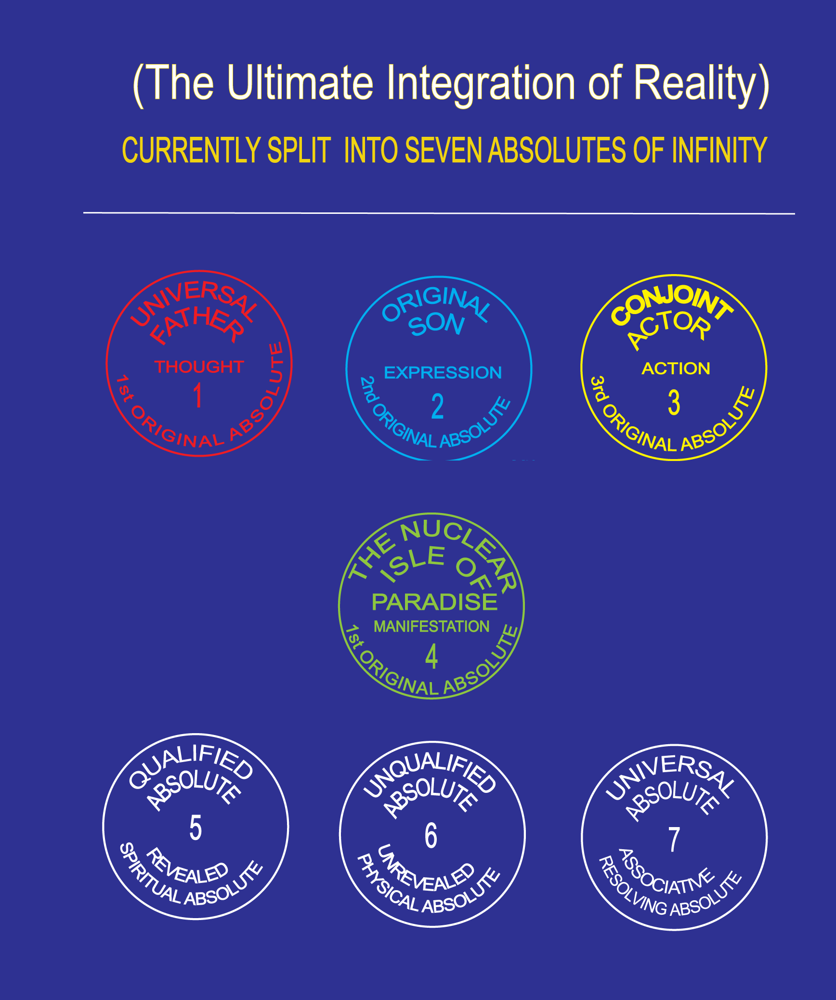 (The Ultimate Integration of Reality)
CURRENTLY SPLIT INTO SEVEN ABSOLUTES OF INFINITY
UNIVERSAL
FATHER
THOUGHT
1
1st ORIGINAL ABSOLUTE
ORIGINAL
SON
EXPRESSION
2
2nd ORIGINAL ABSOLUTE
CONJOINT
ACTOR
ACTION
3
3rd ORIGINAL ABSOLUTE
THE NUCLEAR
ISLE OF
PARADISE
MANIFESTATION
4
1st ORIGINAL ABSOLUTE
QUALIFIED
ABSOLUTE
5
REVEALED
SPIRITUAL ABSOLUTE
UNQUALIFIED
ABSOLUTE
6
UNREVEALED
PHYSICAL ABSOLUTE
UNIVERSAL
ABSOLUTE
7
ASSOCIATIVE
RESOLVING ABSOLUTE